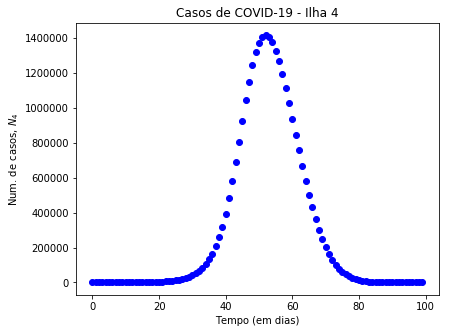 Casos de COVID-19 - Ilha 4
1400000
1200000
1000000
800000
600000
400000
200000
0
Num. de casos, N₄
0 20 40 60 80 100
Tempo (em dias)